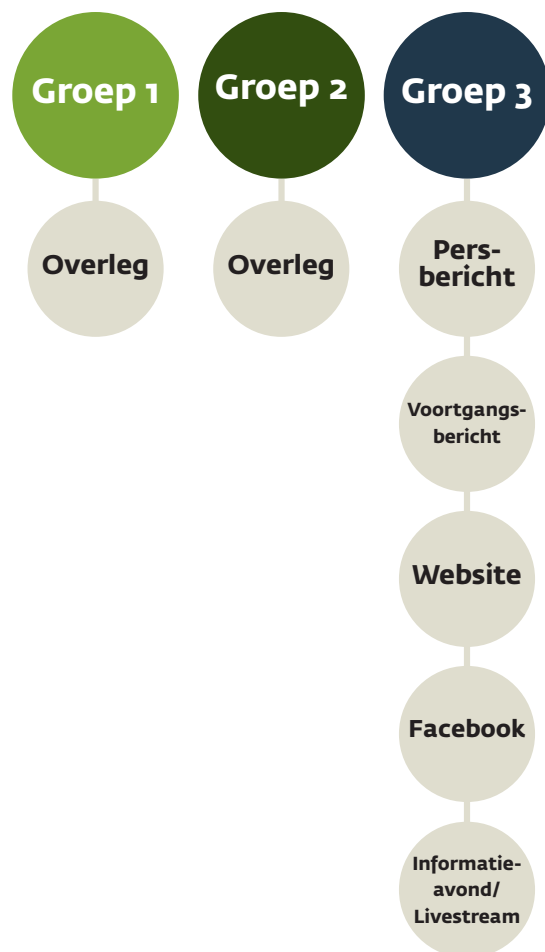 Groep 1
Groep 2
Groep 3
Overleg
Overleg
Pers-
bericht
Voortgangs-
bericht
Website
Facebook
Informatie-
avond/
Livestream